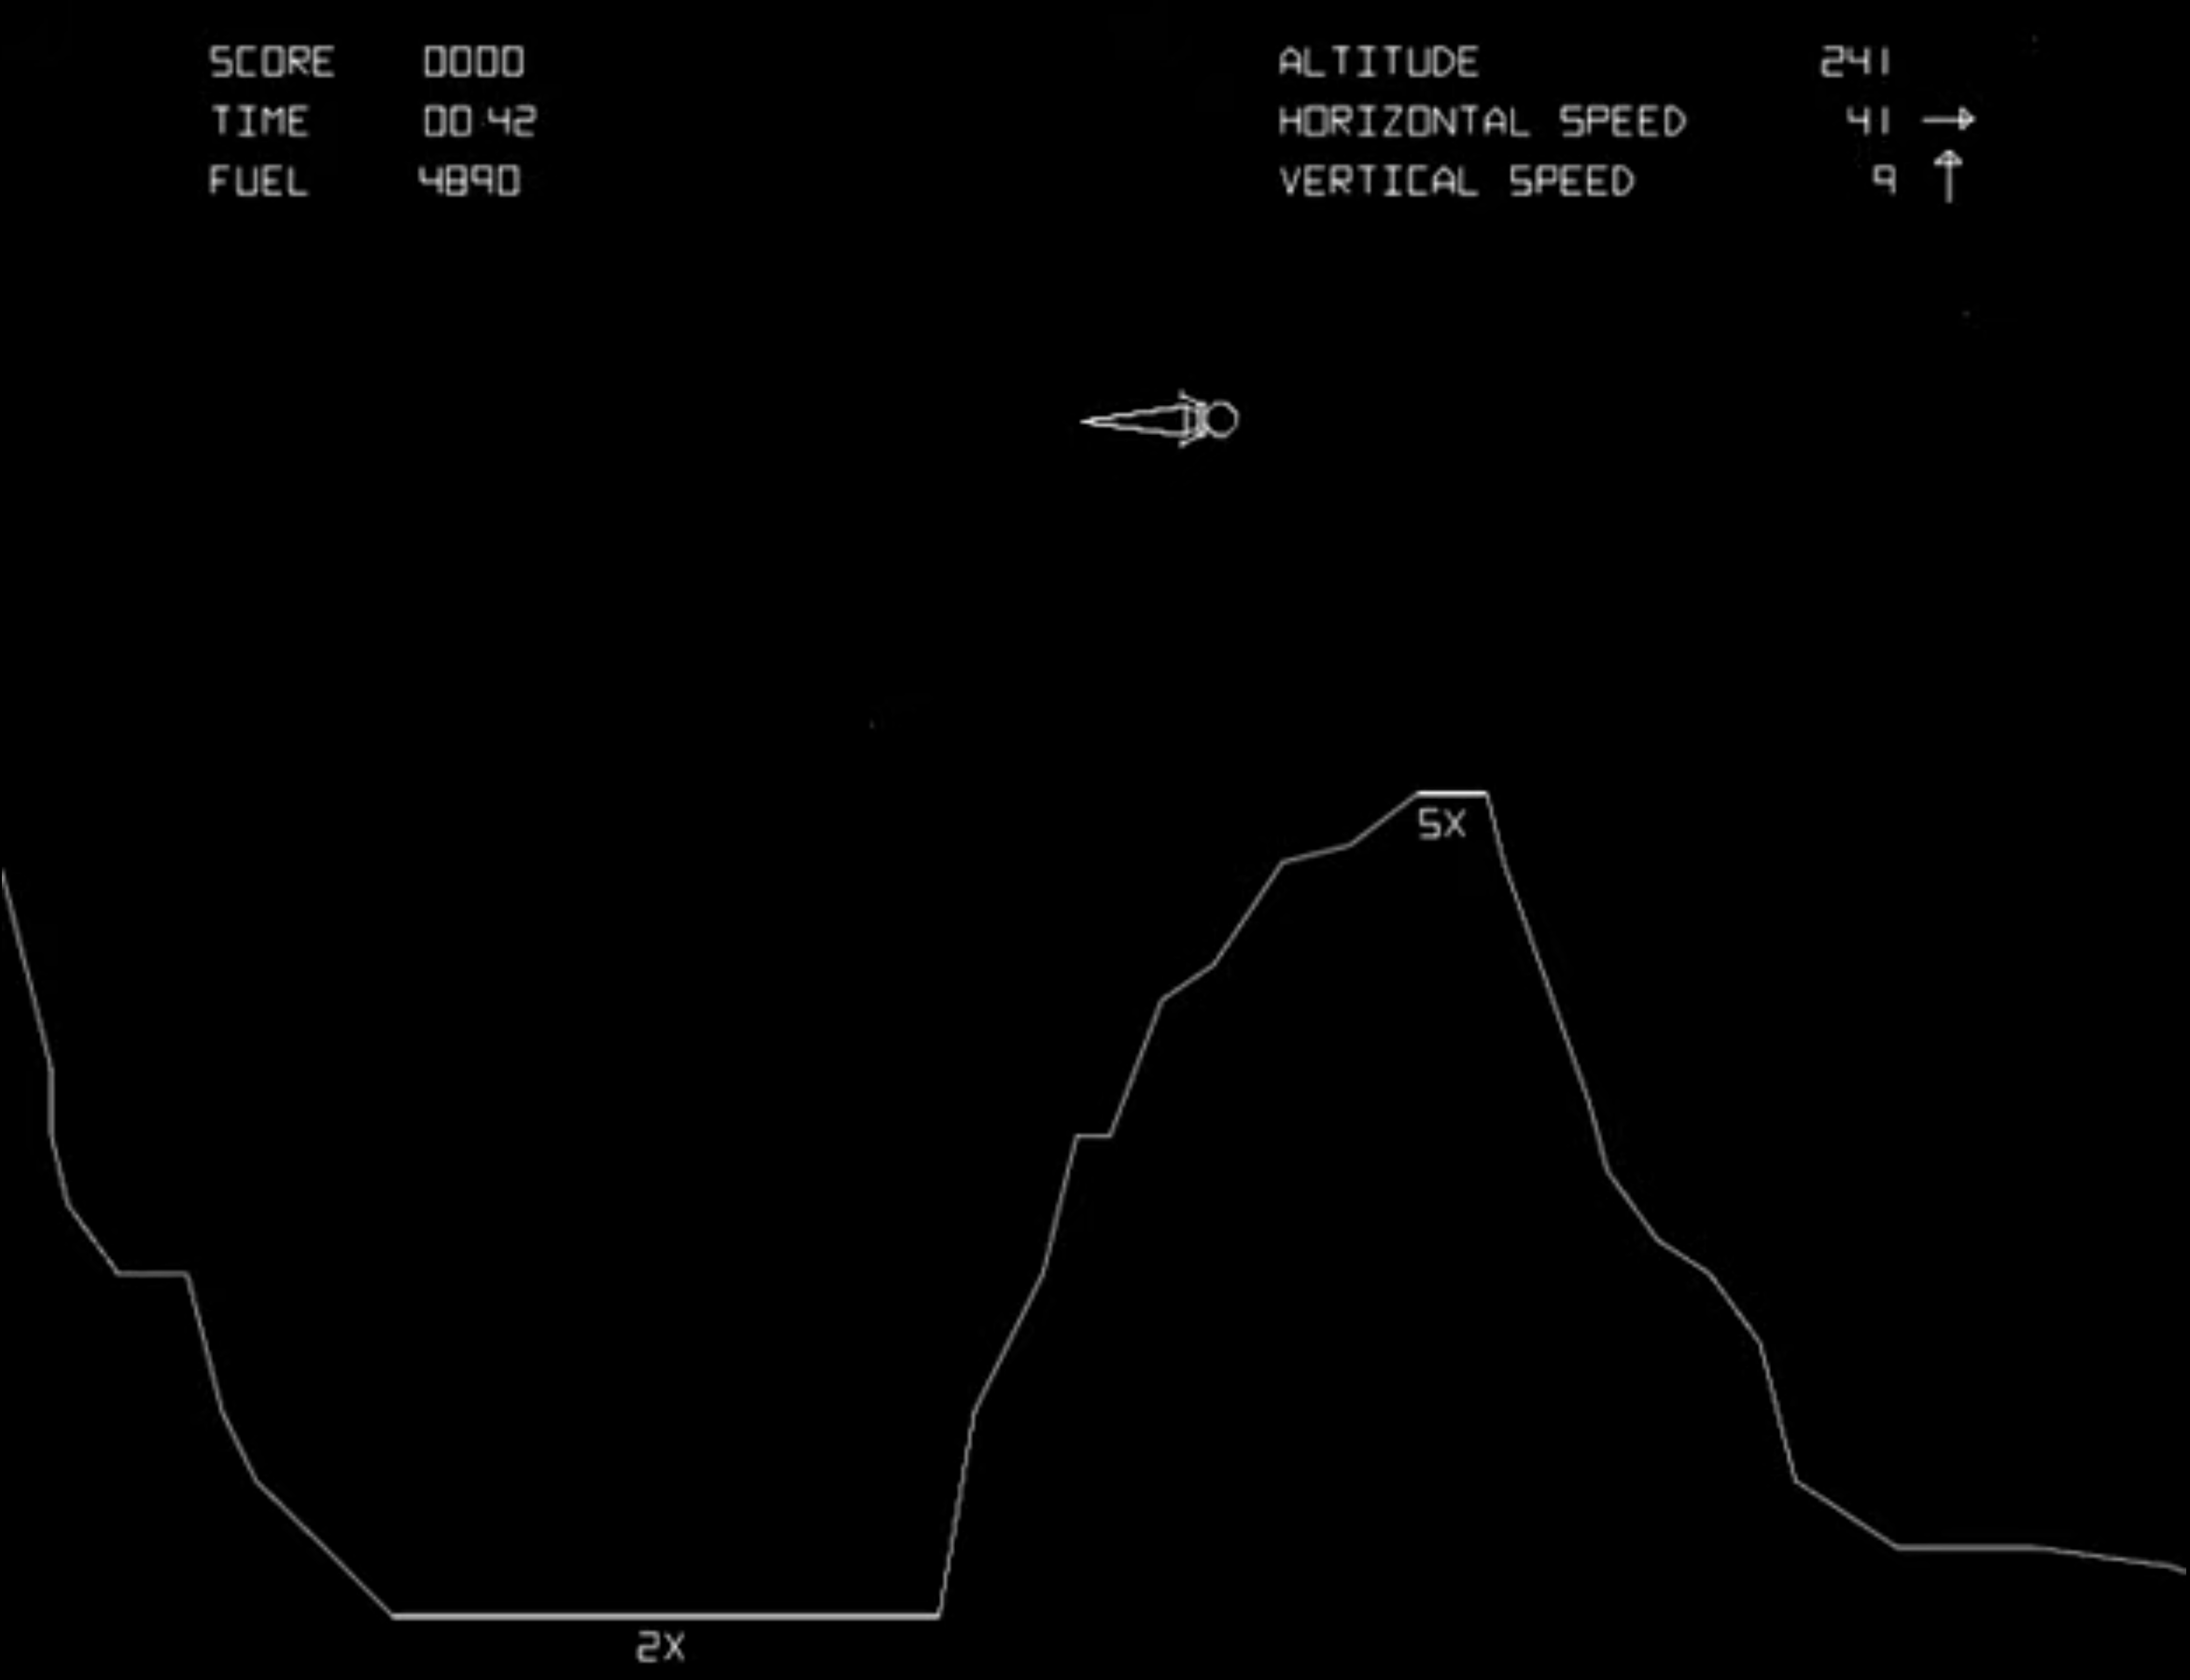 SCORE 0000
TIME 00:42
FUEL 4890
ALTITUDE 241
HORIZONTAL SPEED 41 →
VERTICAL SPEED 9 ↑
5X
2X